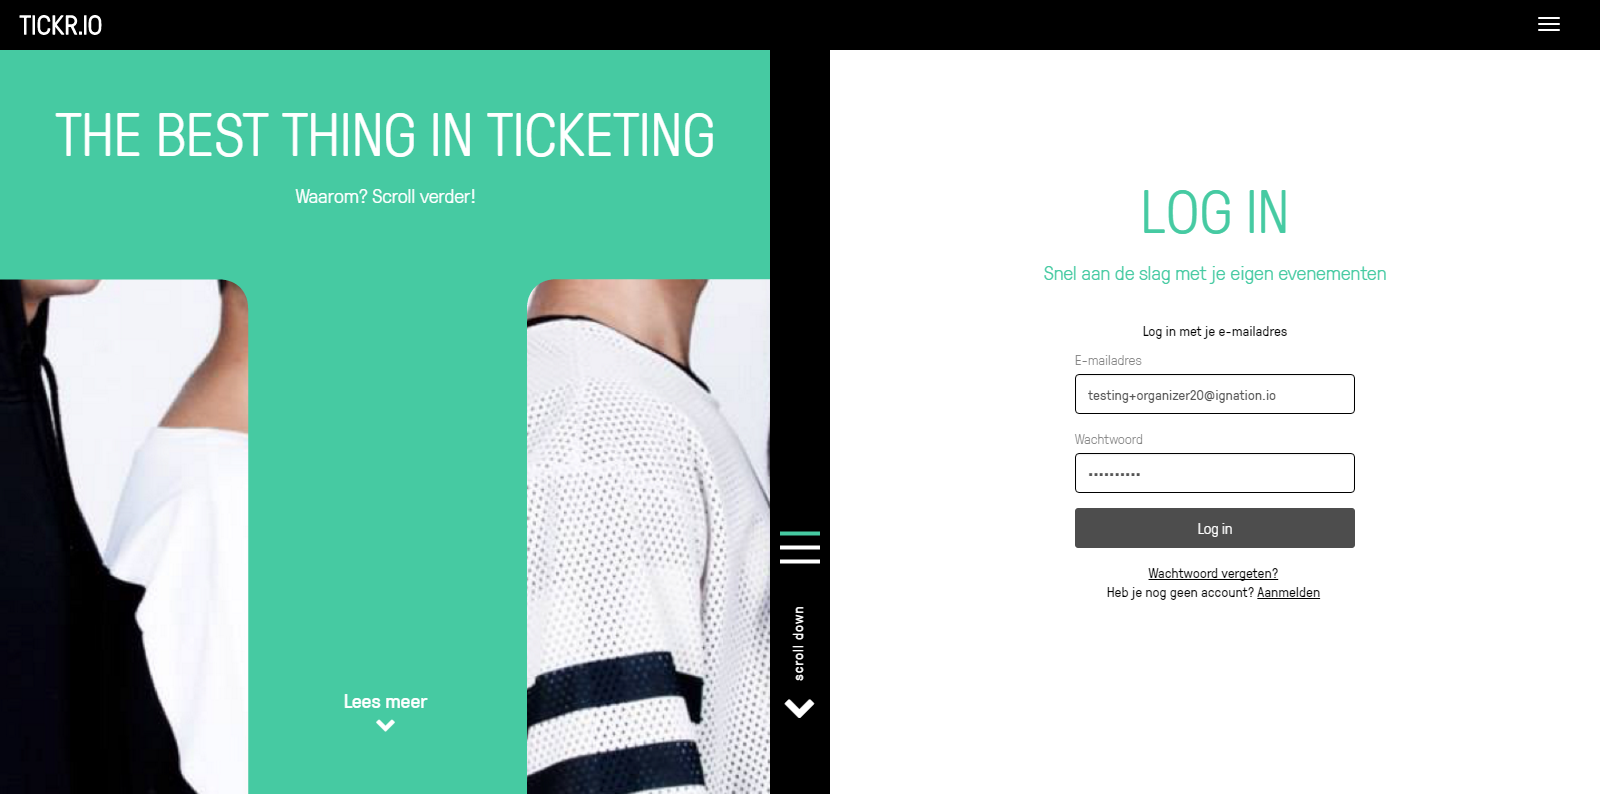 TICKR.IO
THE BEST THING IN TICKETING
Waarom? Scroll verder!
Lees meer
scroll down
LOG IN
Snel aan de slag met je eigen evenementen
Log in met je e-mailadres
E-mailadres
testing+organizer20@ignation.io
Wachtwoord
Log in
Wachtwoord vergeten?
Heb je nog geen account? Aanmelden